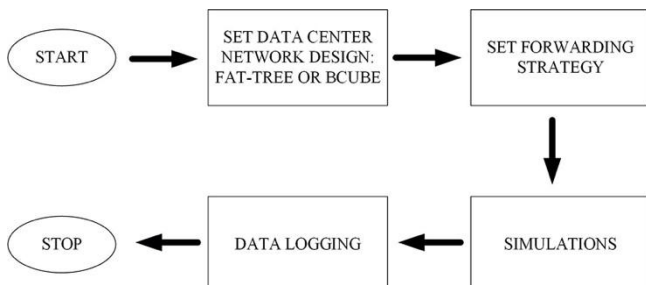 START
SET DATA CENTER
NETWORK DESIGN:
FAT-TREE OR BCUBE
SET FORWARDING
STRATEGY
SIMULATIONS
DATA LOGGING
STOP